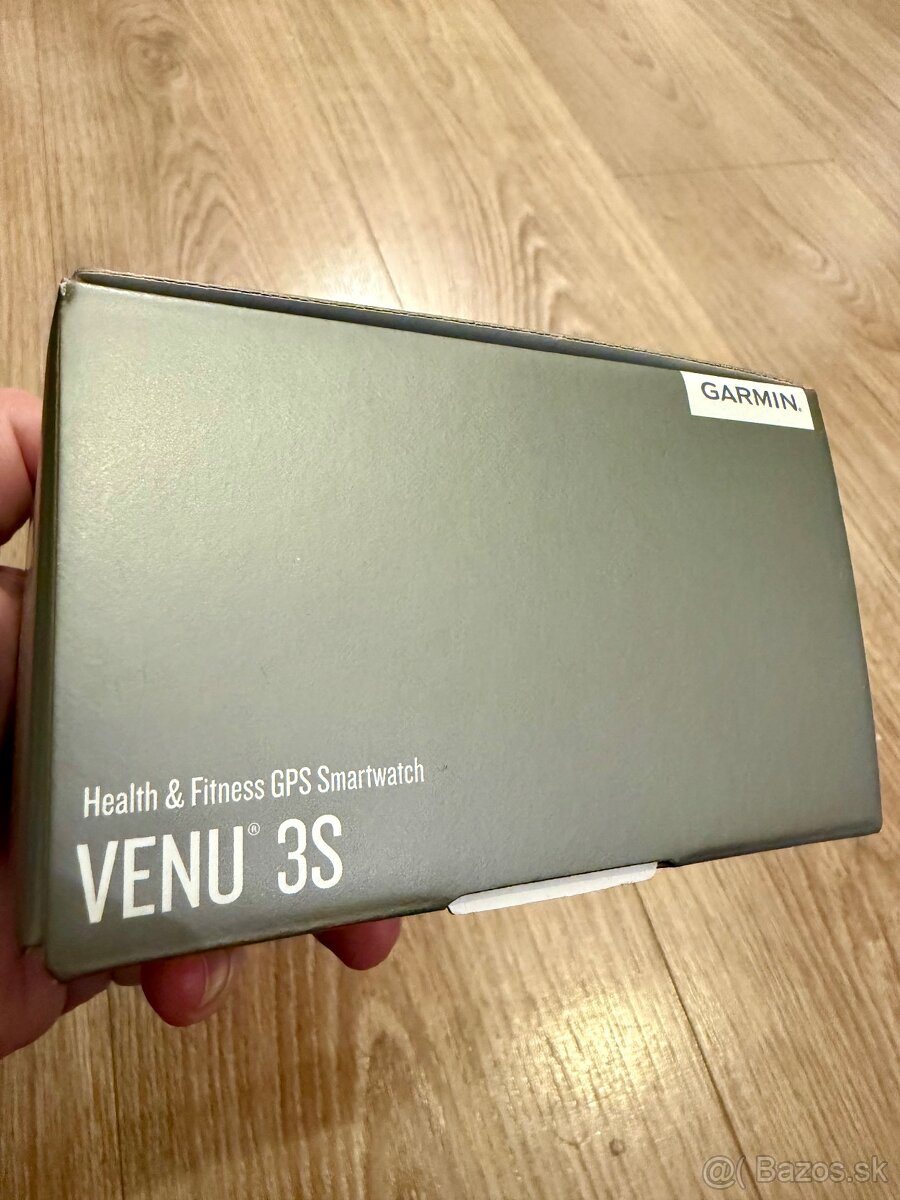 GARMIN.
Health & Fitness GPS Smartwatch
VENU® 3S
@( Bazos.sk